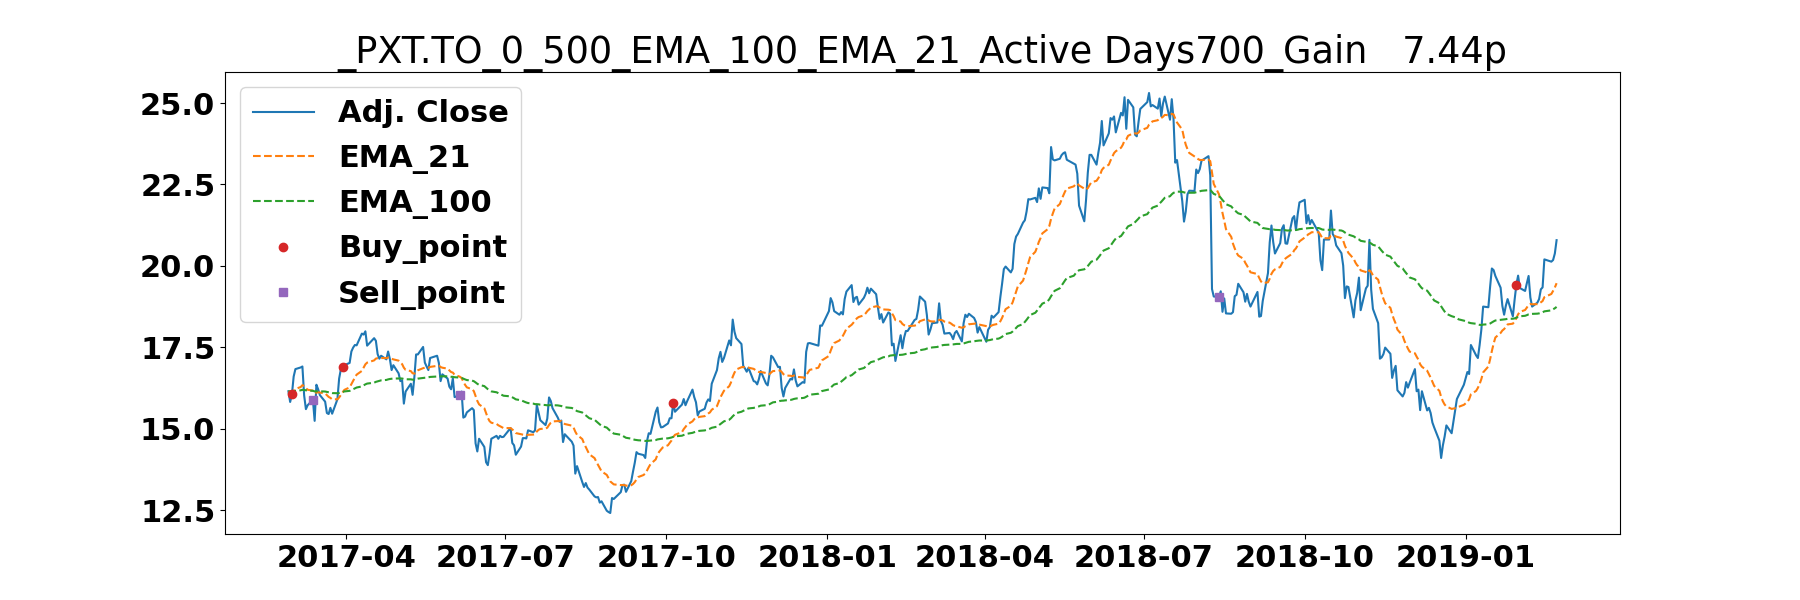 _PXT.TO_0_500_EMA_100_EMA_21_Active Days700_Gain   7.44p
25.0
22.5
20.0
17.5
15.0
12.5
Adj. Close
EMA_21
EMA_100
Buy_point
Sell_point
2017-04 2017-07 2017-10 2018-01 2018-04 2018-07 2018-10 2019-01